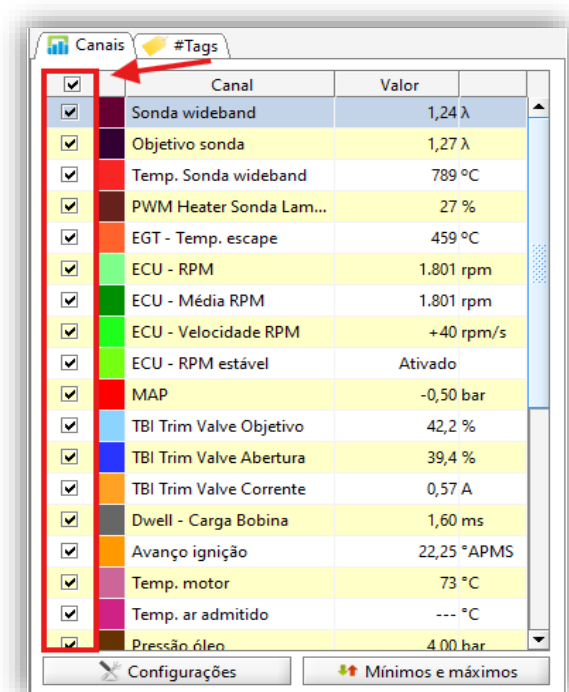 Canais #Tags
Canal Valor
Sonda wideband 1,24 λ
Objetivo sonda 1,27 λ
Temp. Sonda wideband 789 ºC
PWM Heater Sonda Lam... 27 %
EGT - Temp. escape 459 ºC
ECU - RPM 1.801 rpm
ECU - Média RPM 1.801 rpm
ECU - Velocidade RPM +40 rpm/s
ECU - RPM estável Ativado
MAP -0,50 bar
TBI Trim Valve Objetivo 42,2 %
TBI Trim Valve Abertura 39,4 %
TBI Trim Valve Corrente 0,57 A
Dwell - Carga Bobina 1,60 ms
Avanço ignição 22,25 °APMS
Temp. motor 73 °C
Temp. ar admitido --- °C
Pressão óleo 4,00 bar
Configurações Mínimos e máximos